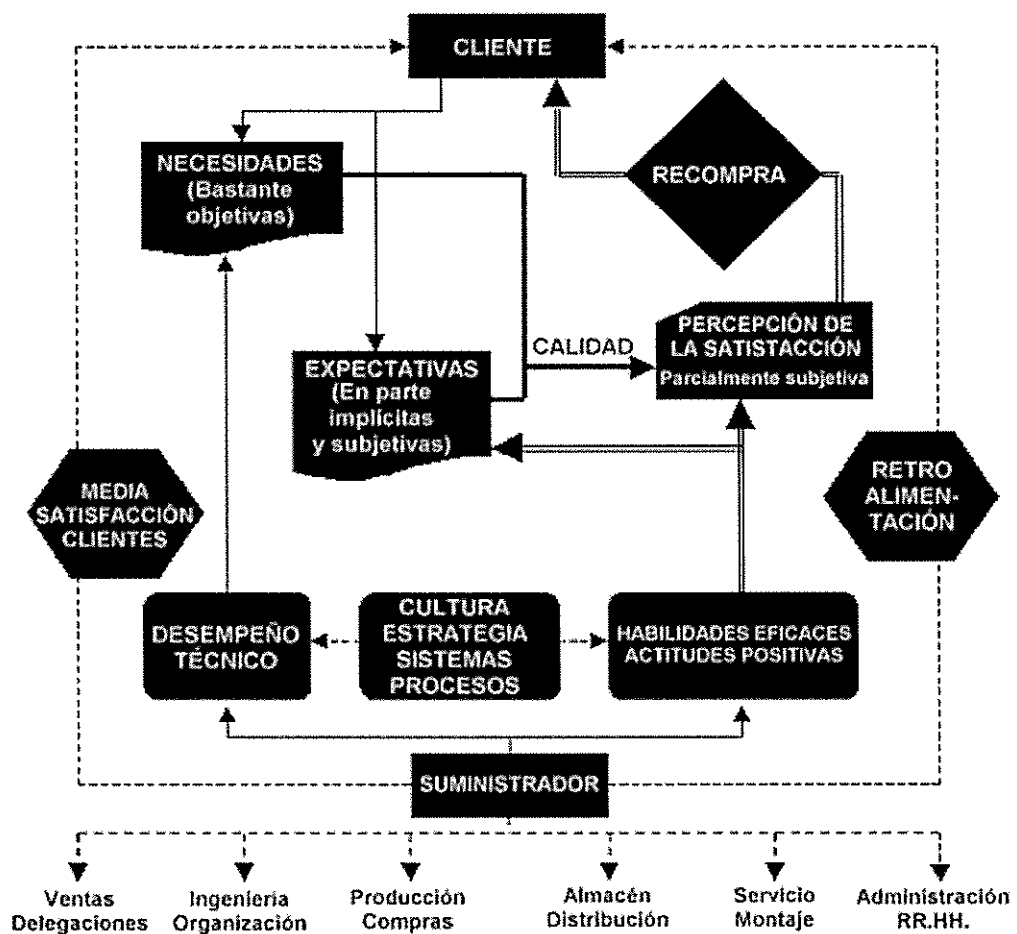 CLIENTE
NECESIDADES
(Bastante
objetivas)
RECOMPRA
PERCEPCIÓN DE
LA SATISTACCIÓN
Parcialmente subjetiva
CALIDAD
EXPECTATIVAS
(En parte
implícitas
y subjetivas)
MEDIA
SATISFACCIÓN
CLIENTES
RETRO
ALIMEN-
TACIÓN
DESEMPEÑO
TÉCNICO
CULTURA
ESTRATEGIA
SISTEMAS
PROCESOS
HABILIDADES EFICACES
ACTITUDES POSITIVAS
SUMINISTRADOR
Ventas
Delegaciones
Ingeniería
Organización
Producción
Compras
Almacén
Distribución
Servicio
Montaje
Administración
RR.HH.